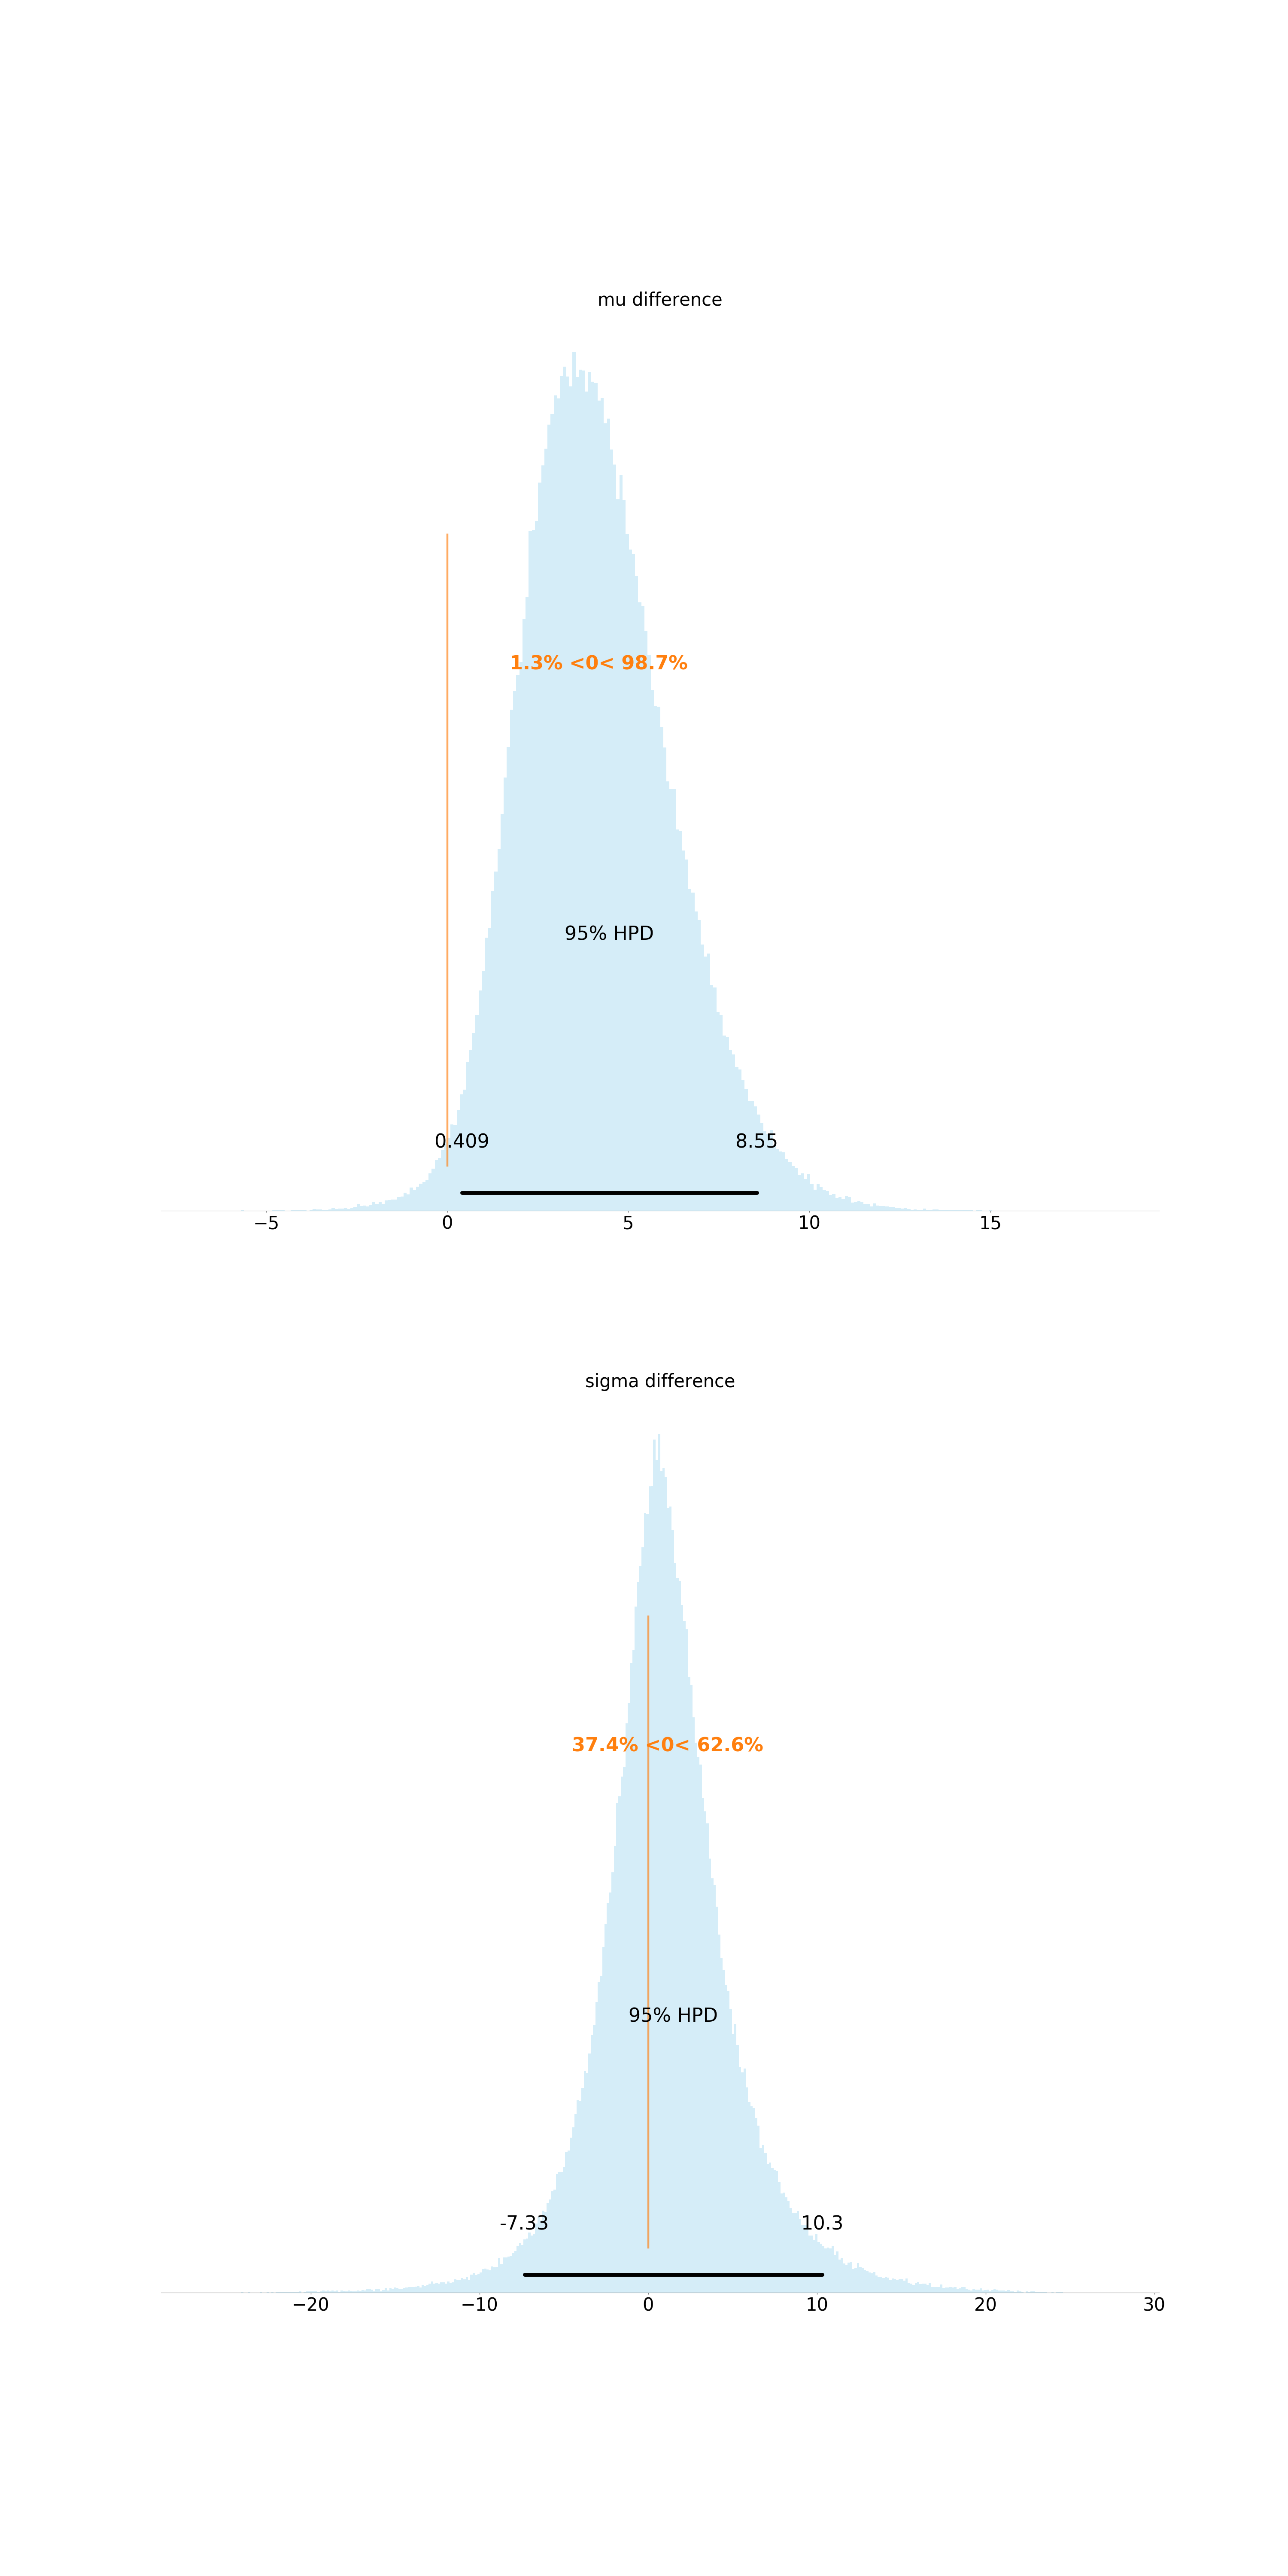 mu difference
1.3% <0< 98.7%
95% HPD
0.409 8.55
−5 0 5 10 15
sigma difference
37.4% <0< 62.6%
95% HPD
-7.33 10.3
−20 −10 0 10 20 30